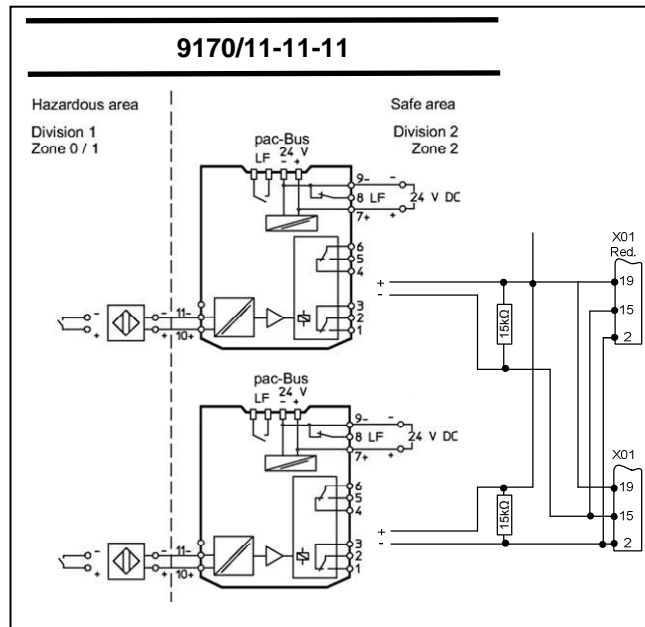 9170/11-11-11
Hazardous area
Division 1
Zone 0 / 1
Safe area
Division 2
Zone 2
pac-Bus
24 V
LF - +
9-
8 LF
7+
-
24 V DC
+
6
5
4
3
2
1
- - 11-
+ + 10+
+
-
15kΩ
X01
Red.
19
15
2
pac-Bus
24 V
LF - +
9-
8 LF
7+
-
24 V DC
+
6
5
4
3
2
1
- - 11-
+ + 10+
+
-
15kΩ
X01
19
15
2